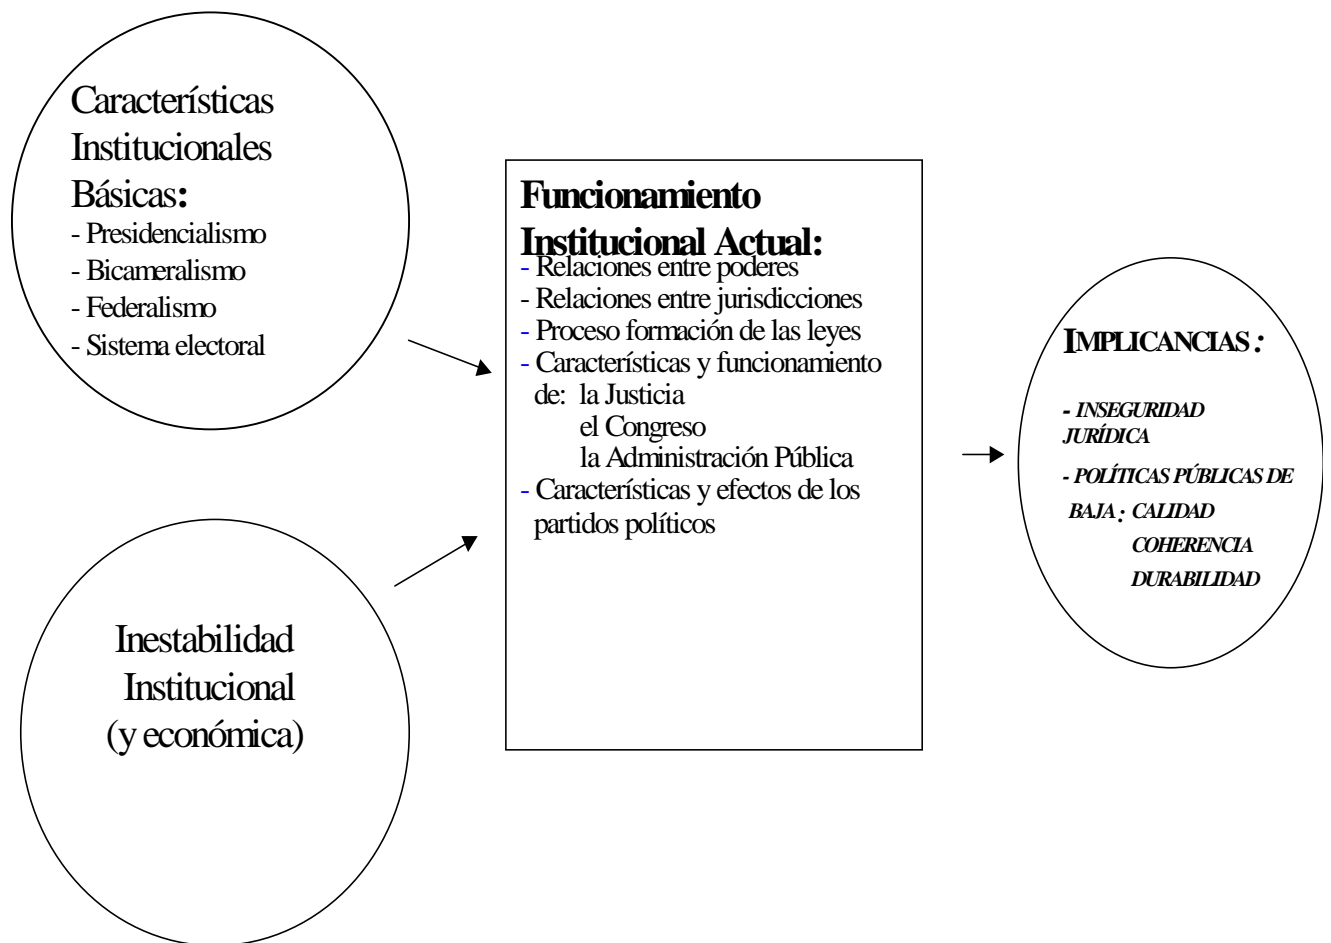 Características
Institucionales
Básicas:
- Presidencialismo
- Bicameralismo
- Federalismo
- Sistema electoral
Inestabilidad
Institucional
(y económica)
Funcionamiento
Institucional Actual:
- Relaciones entre poderes
- Relaciones entre jurisdicciones
- Proceso formación de las leyes
- Características y funcionamiento
de: la Justicia
el Congreso
la Administración Pública
- Características y efectos de los
partidos políticos
IMPLICANCIAS:
- INSEGURIDAD
JURÍDICA
- POLÍTICAS PÚBLICAS DE
BAJA: CALIDAD
COHERENCIA
DURABILIDAD